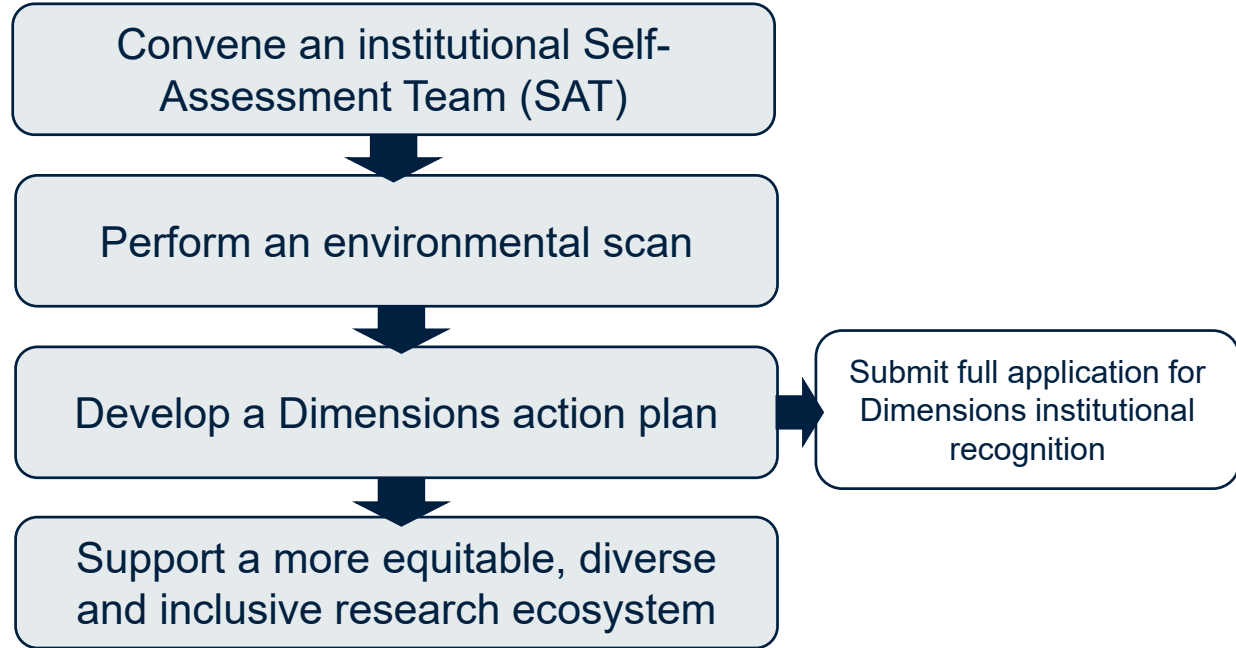 Convene an institutional Self-
Assessment Team (SAT)
Perform an environmental scan
Develop a Dimensions action plan
Submit full application for
Dimensions institutional
recognition
Support a more equitable, diverse
and inclusive research ecosystem